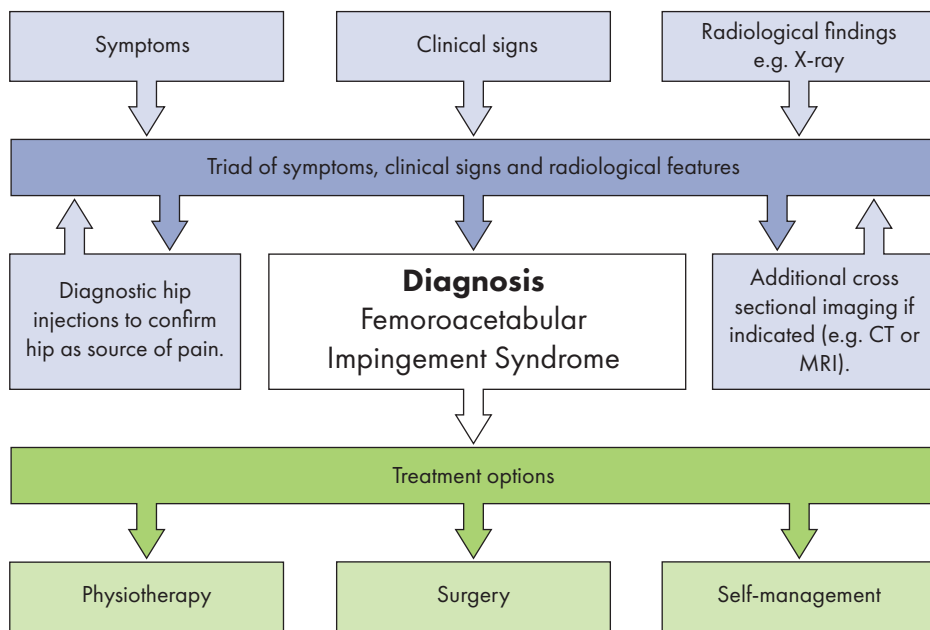 Symptoms
Clinical signs
Radiological findings
e.g. X-ray
Triad of symptoms, clinical signs and radiological features
Diagnostic hip
injections to confirm
hip as source of pain.
Diagnosis
Femoroacetabular
Impingement Syndrome
Additional cross
sectional imaging if
indicated (e.g. CT or
MRI).
Treatment options
Physiotherapy
Surgery
Self-management